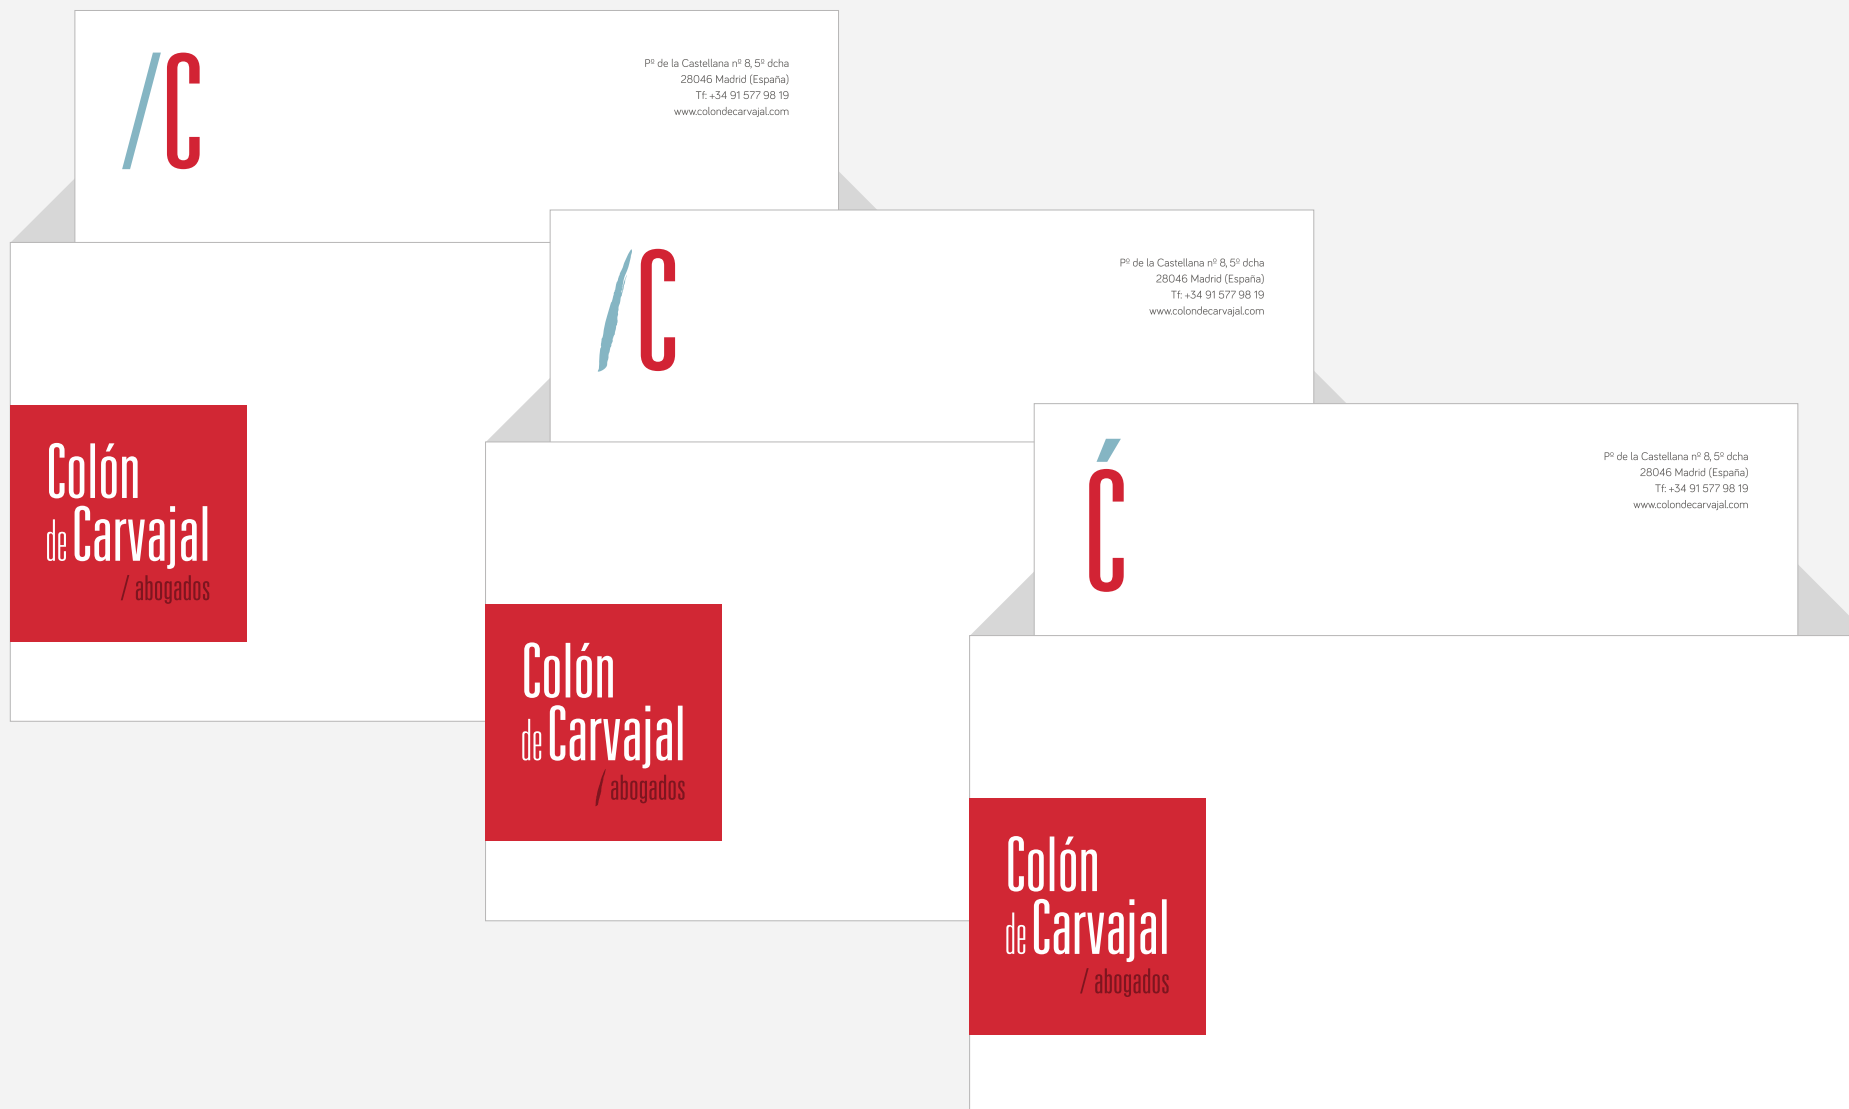 /C
Pº de la Castellana nº 8, 5º dcha
28046 Madrid (España)
Tf: +34 91 577 98 19
www.colondecarvajal.com
Colón
de Carvajal
/ abogados
/C
Pº de la Castellana nº 8, 5º dcha
28046 Madrid (España)
Tf: +34 91 577 98 19
www.colondecarvajal.com
Colón
de Carvajal
/ abogados
Ć
Pº de la Castellana nº 8, 5º dcha
28046 Madrid (España)
Tf: +34 91 577 98 19
www.colondecarvajal.com
Colón
de Carvajal
/ abogados